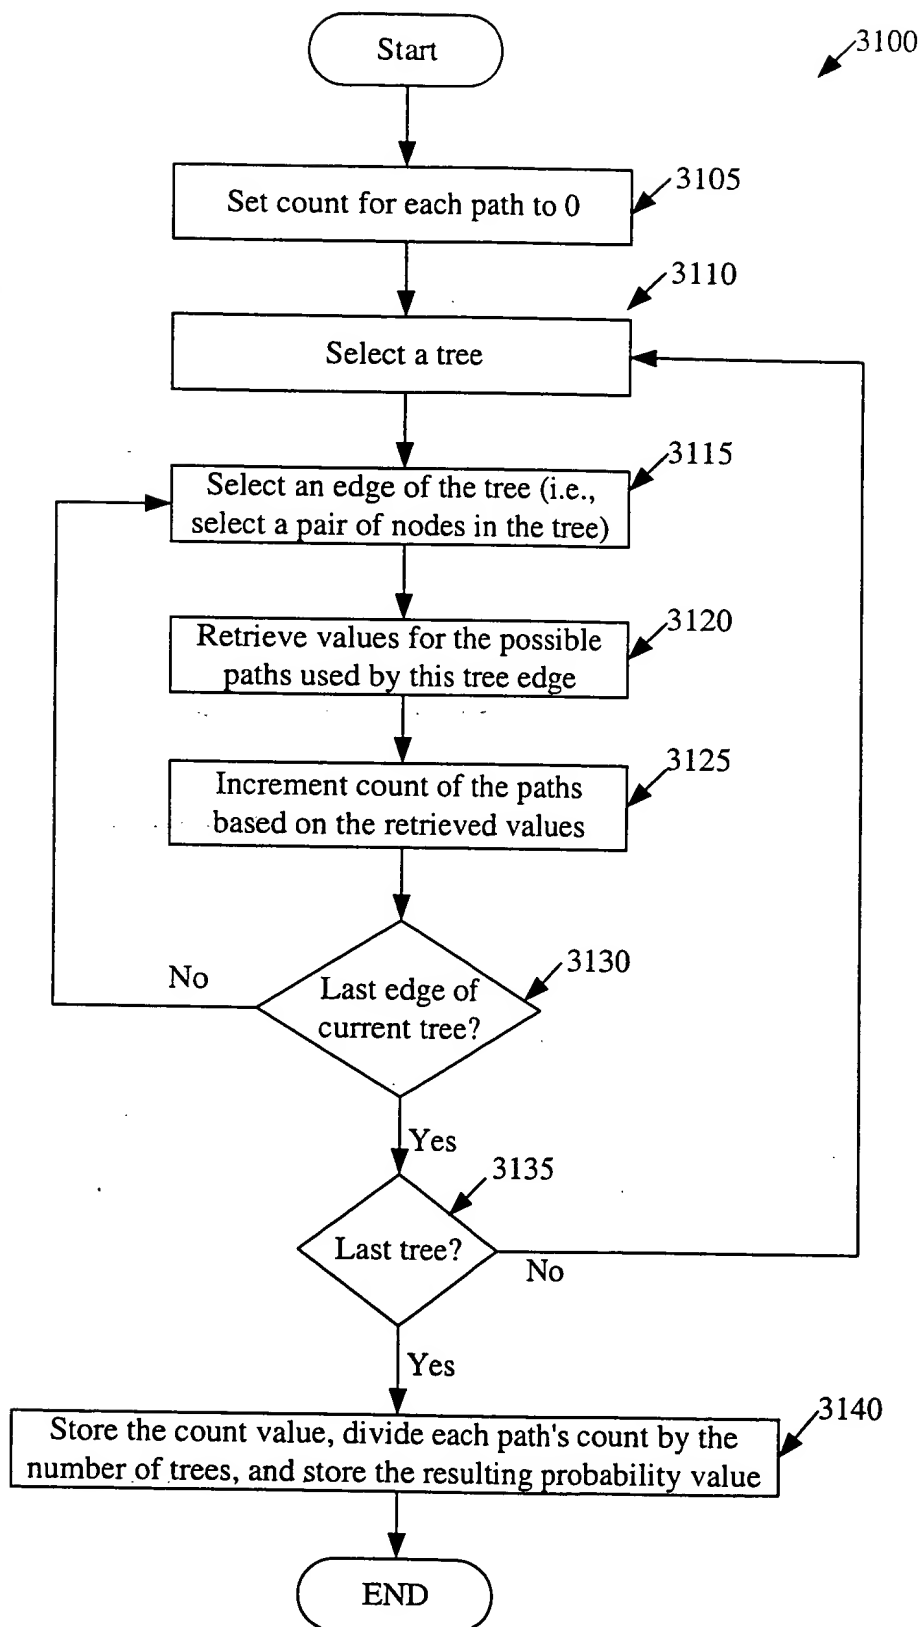 Start
3100
Set count for each path to 0
3105
3110
Select a tree
3115
Select an edge of the tree (i.e.,
select a pair of nodes in the tree)
3120
Retrieve values for the possible
paths used by this tree edge
3125
Increment count of the paths
based on the retrieved values
No
3130
Last edge of
current tree?
Yes
3135
Last tree?
No
Yes
3140
Store the count value, divide each path's count by the
number of trees, and store the resulting probability value
END